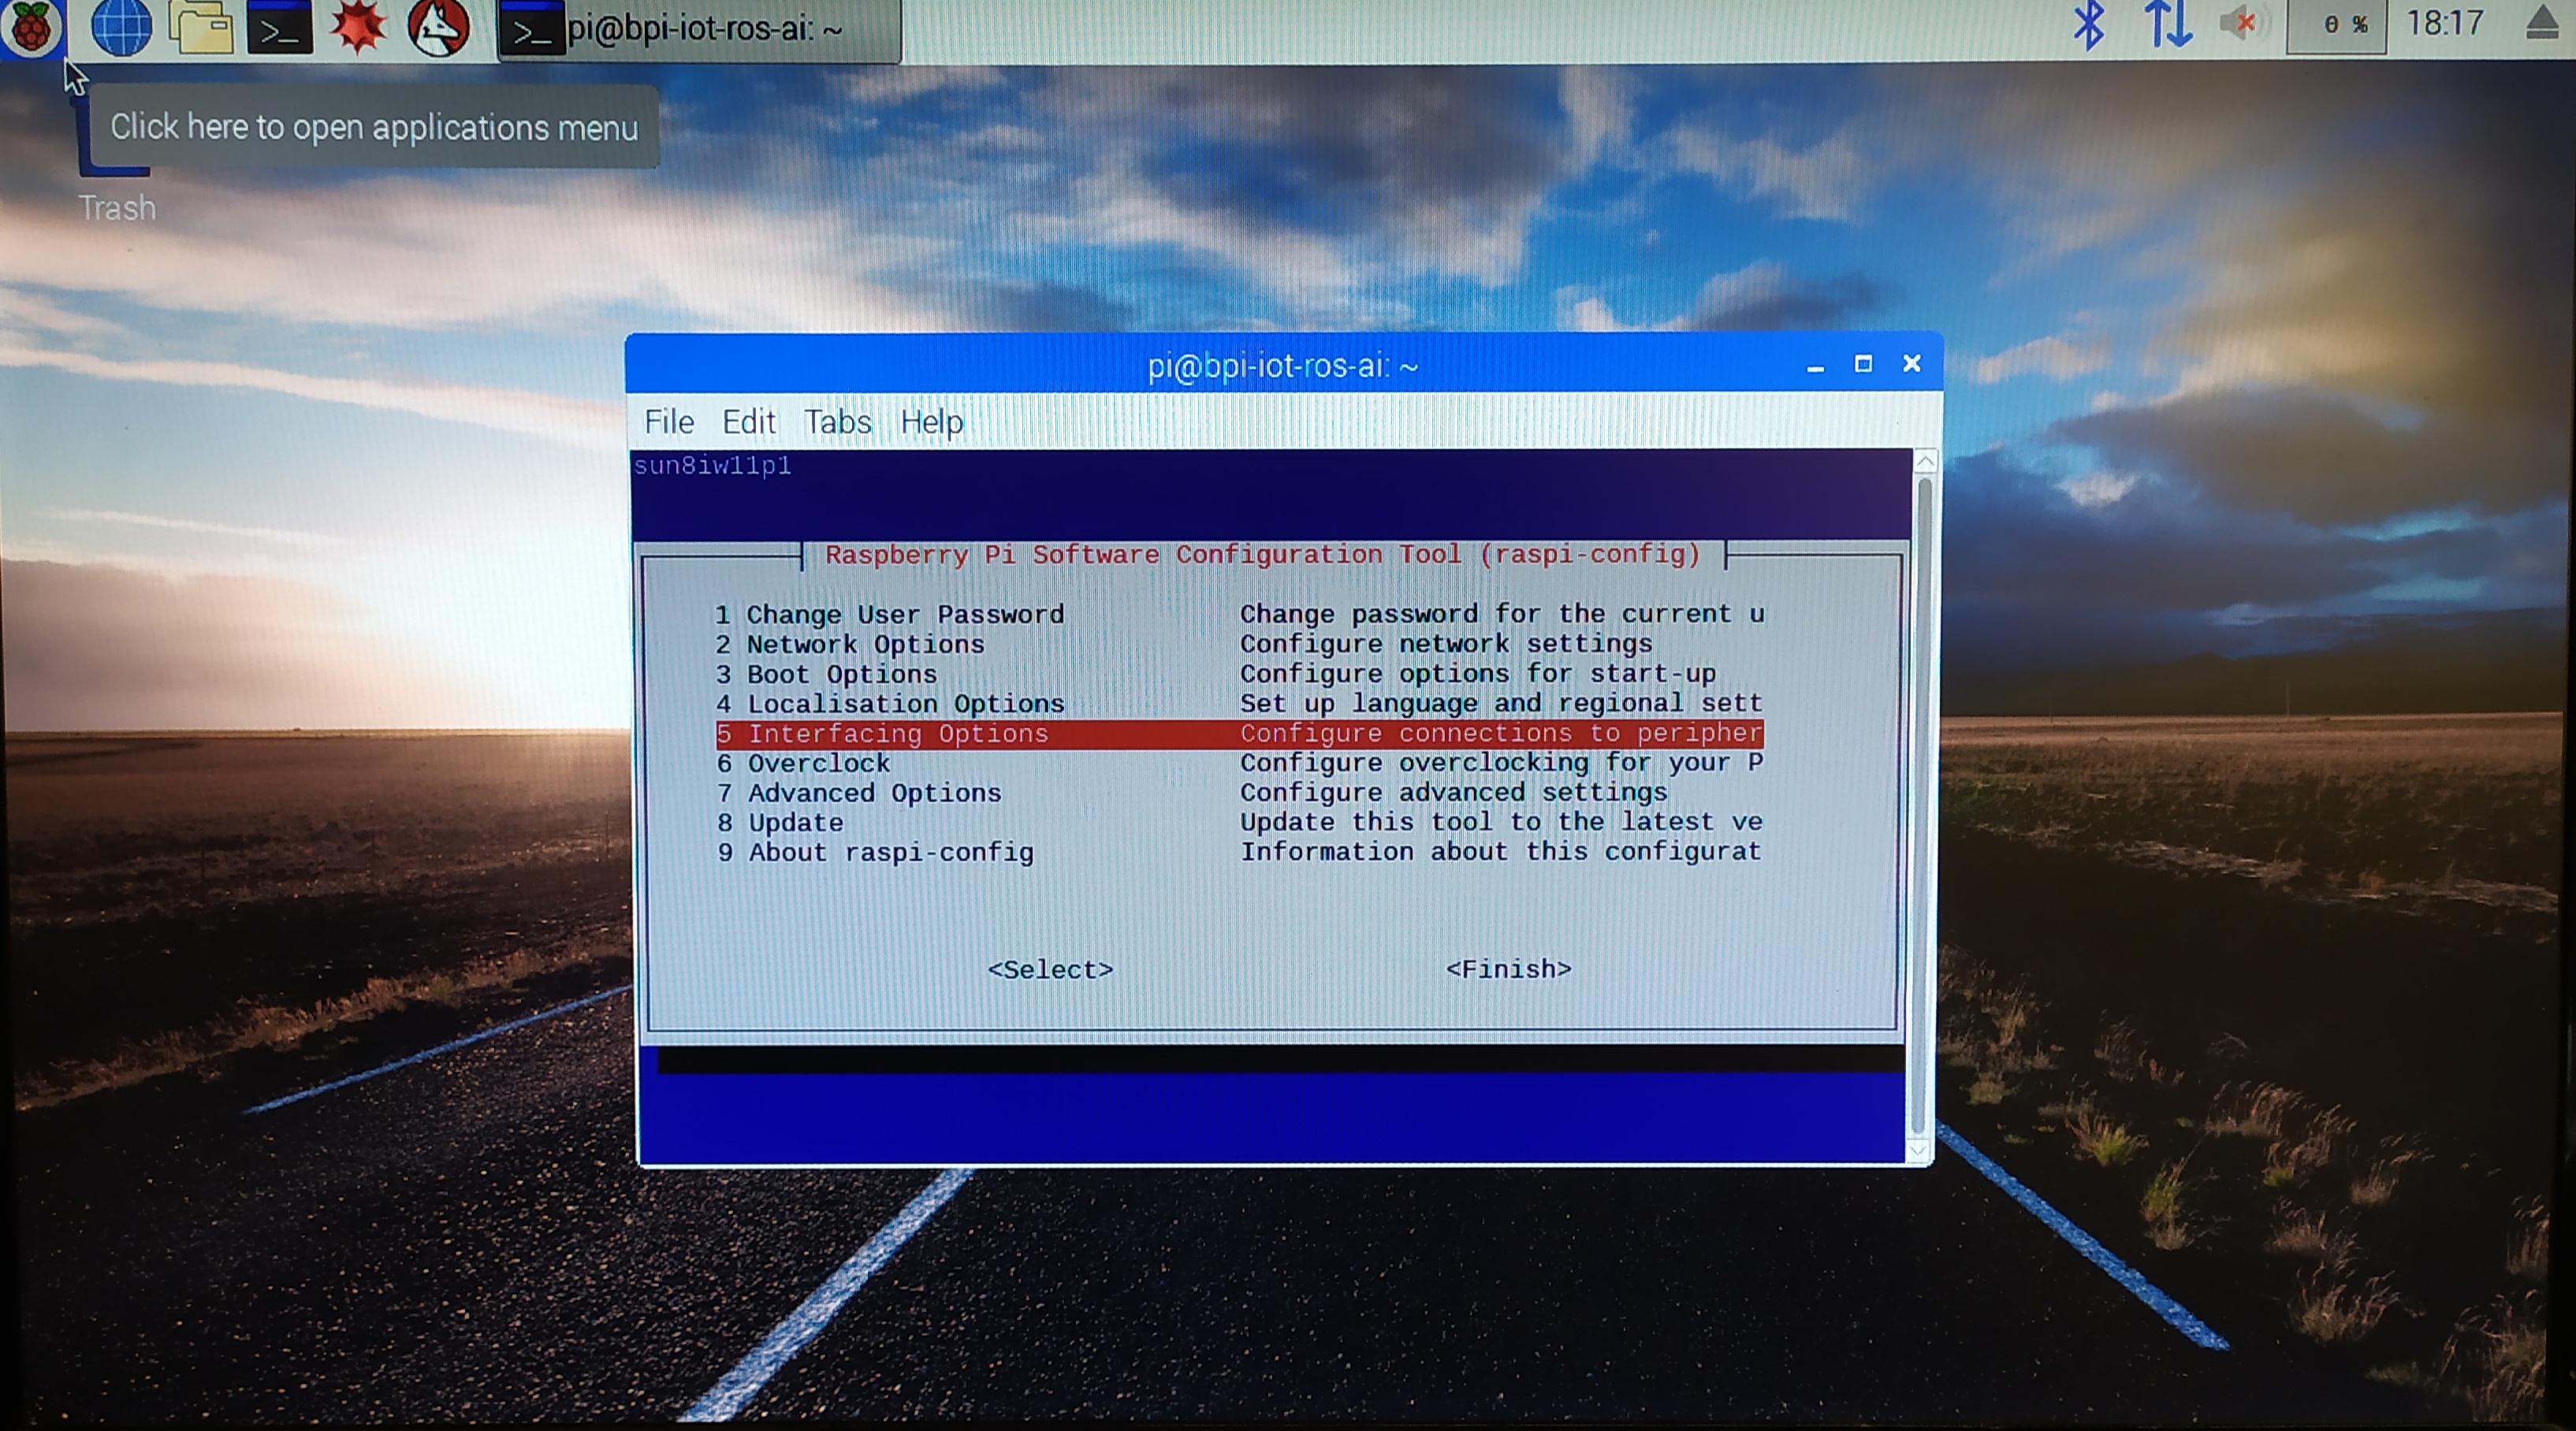 pi@bpi-iot-ros-ai: ~
0 %
18:17
Click here to open applications menu
Trash
pi@bpi-iot-ros-ai: ~
File Edit Tabs Help
sun8iw11p1
Raspberry Pi Software Configuration Tool (raspi-config)
1 Change User Password Change password for the current u
2 Network Options Configure network settings
3 Boot Options Configure options for start-up
4 Localisation Options Set up language and regional sett
5 Interfacing Options Configure connections to peripher
6 Overclock Configure overclocking for your P
7 Advanced Options Configure advanced settings
8 Update Update this tool to the latest ve
9 About raspi-config Information about this configurat
<Select> <Finish>